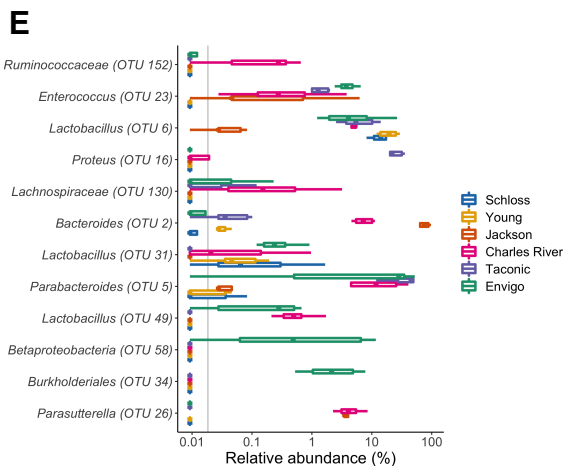 E
Ruminococcaceae (OTU 152)
Enterococcus (OTU 23)
Lactobacillus (OTU 6)
Proteus (OTU 16)
Lachnospiraceae (OTU 130)
Bacteroides (OTU 2)
Lactobacillus (OTU 31)
Parabacteroides (OTU 5)
Lactobacillus (OTU 49)
Betaproteobacteria (OTU 58)
Burkholderiales (OTU 34)
Parasutterella (OTU 26)
Schloss
Young
Jackson
Charles River
Taconic
Envigo
0.01 0.1 1 10 100
Relative abundance (%)